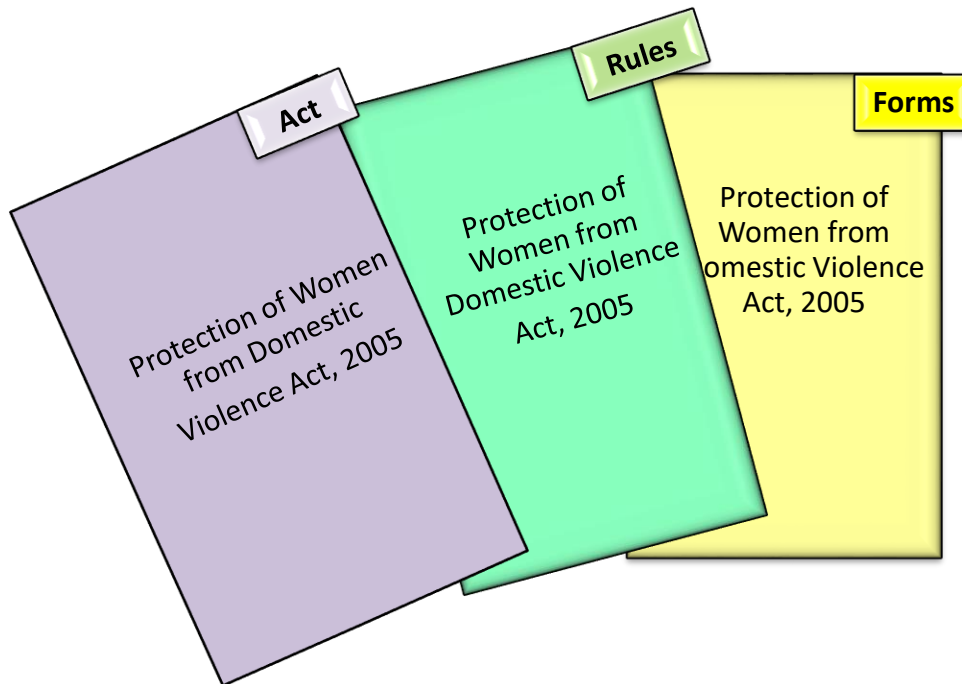 Act
Protection of Women
from Domestic
Violence Act, 2005
Rules
Protection of
Women from
Domestic Violence
Act, 2005
Forms
Protection of
Women from
omestic Violence
Act, 2005